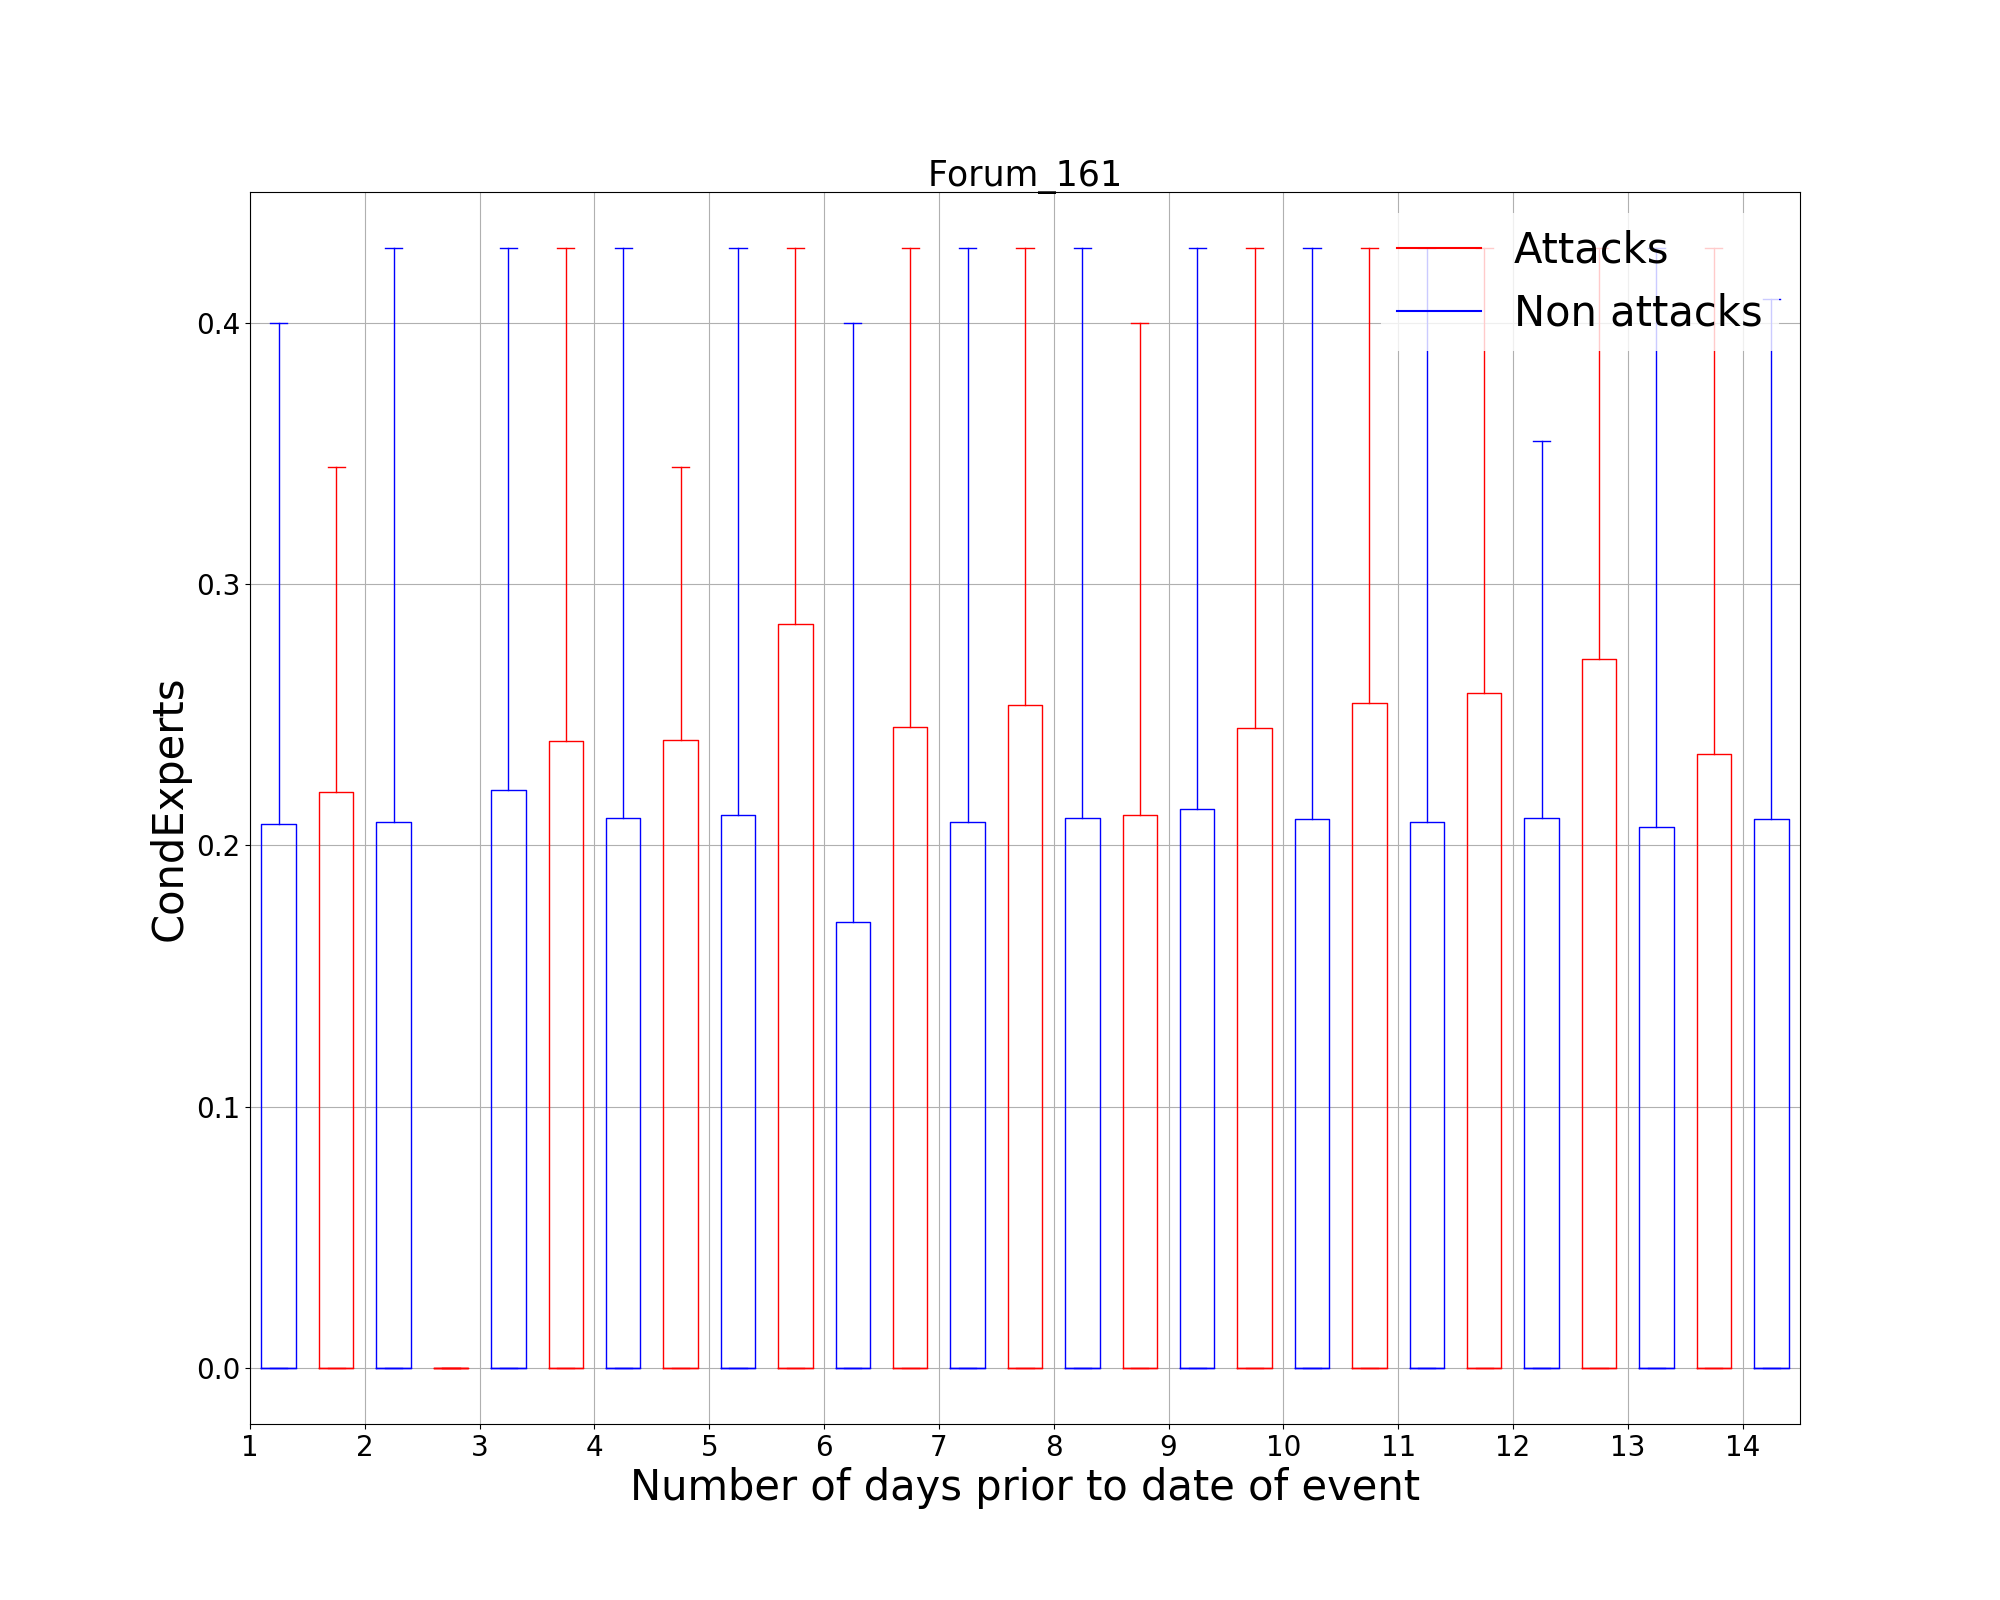 Forum_161
Attacks
Non attacks
0.4
0.3
0.2
0.1
0.0
CondExperts
1 2 3 4 5 6 7 8 9 10 11 12 13 14
Number of days prior to date of event